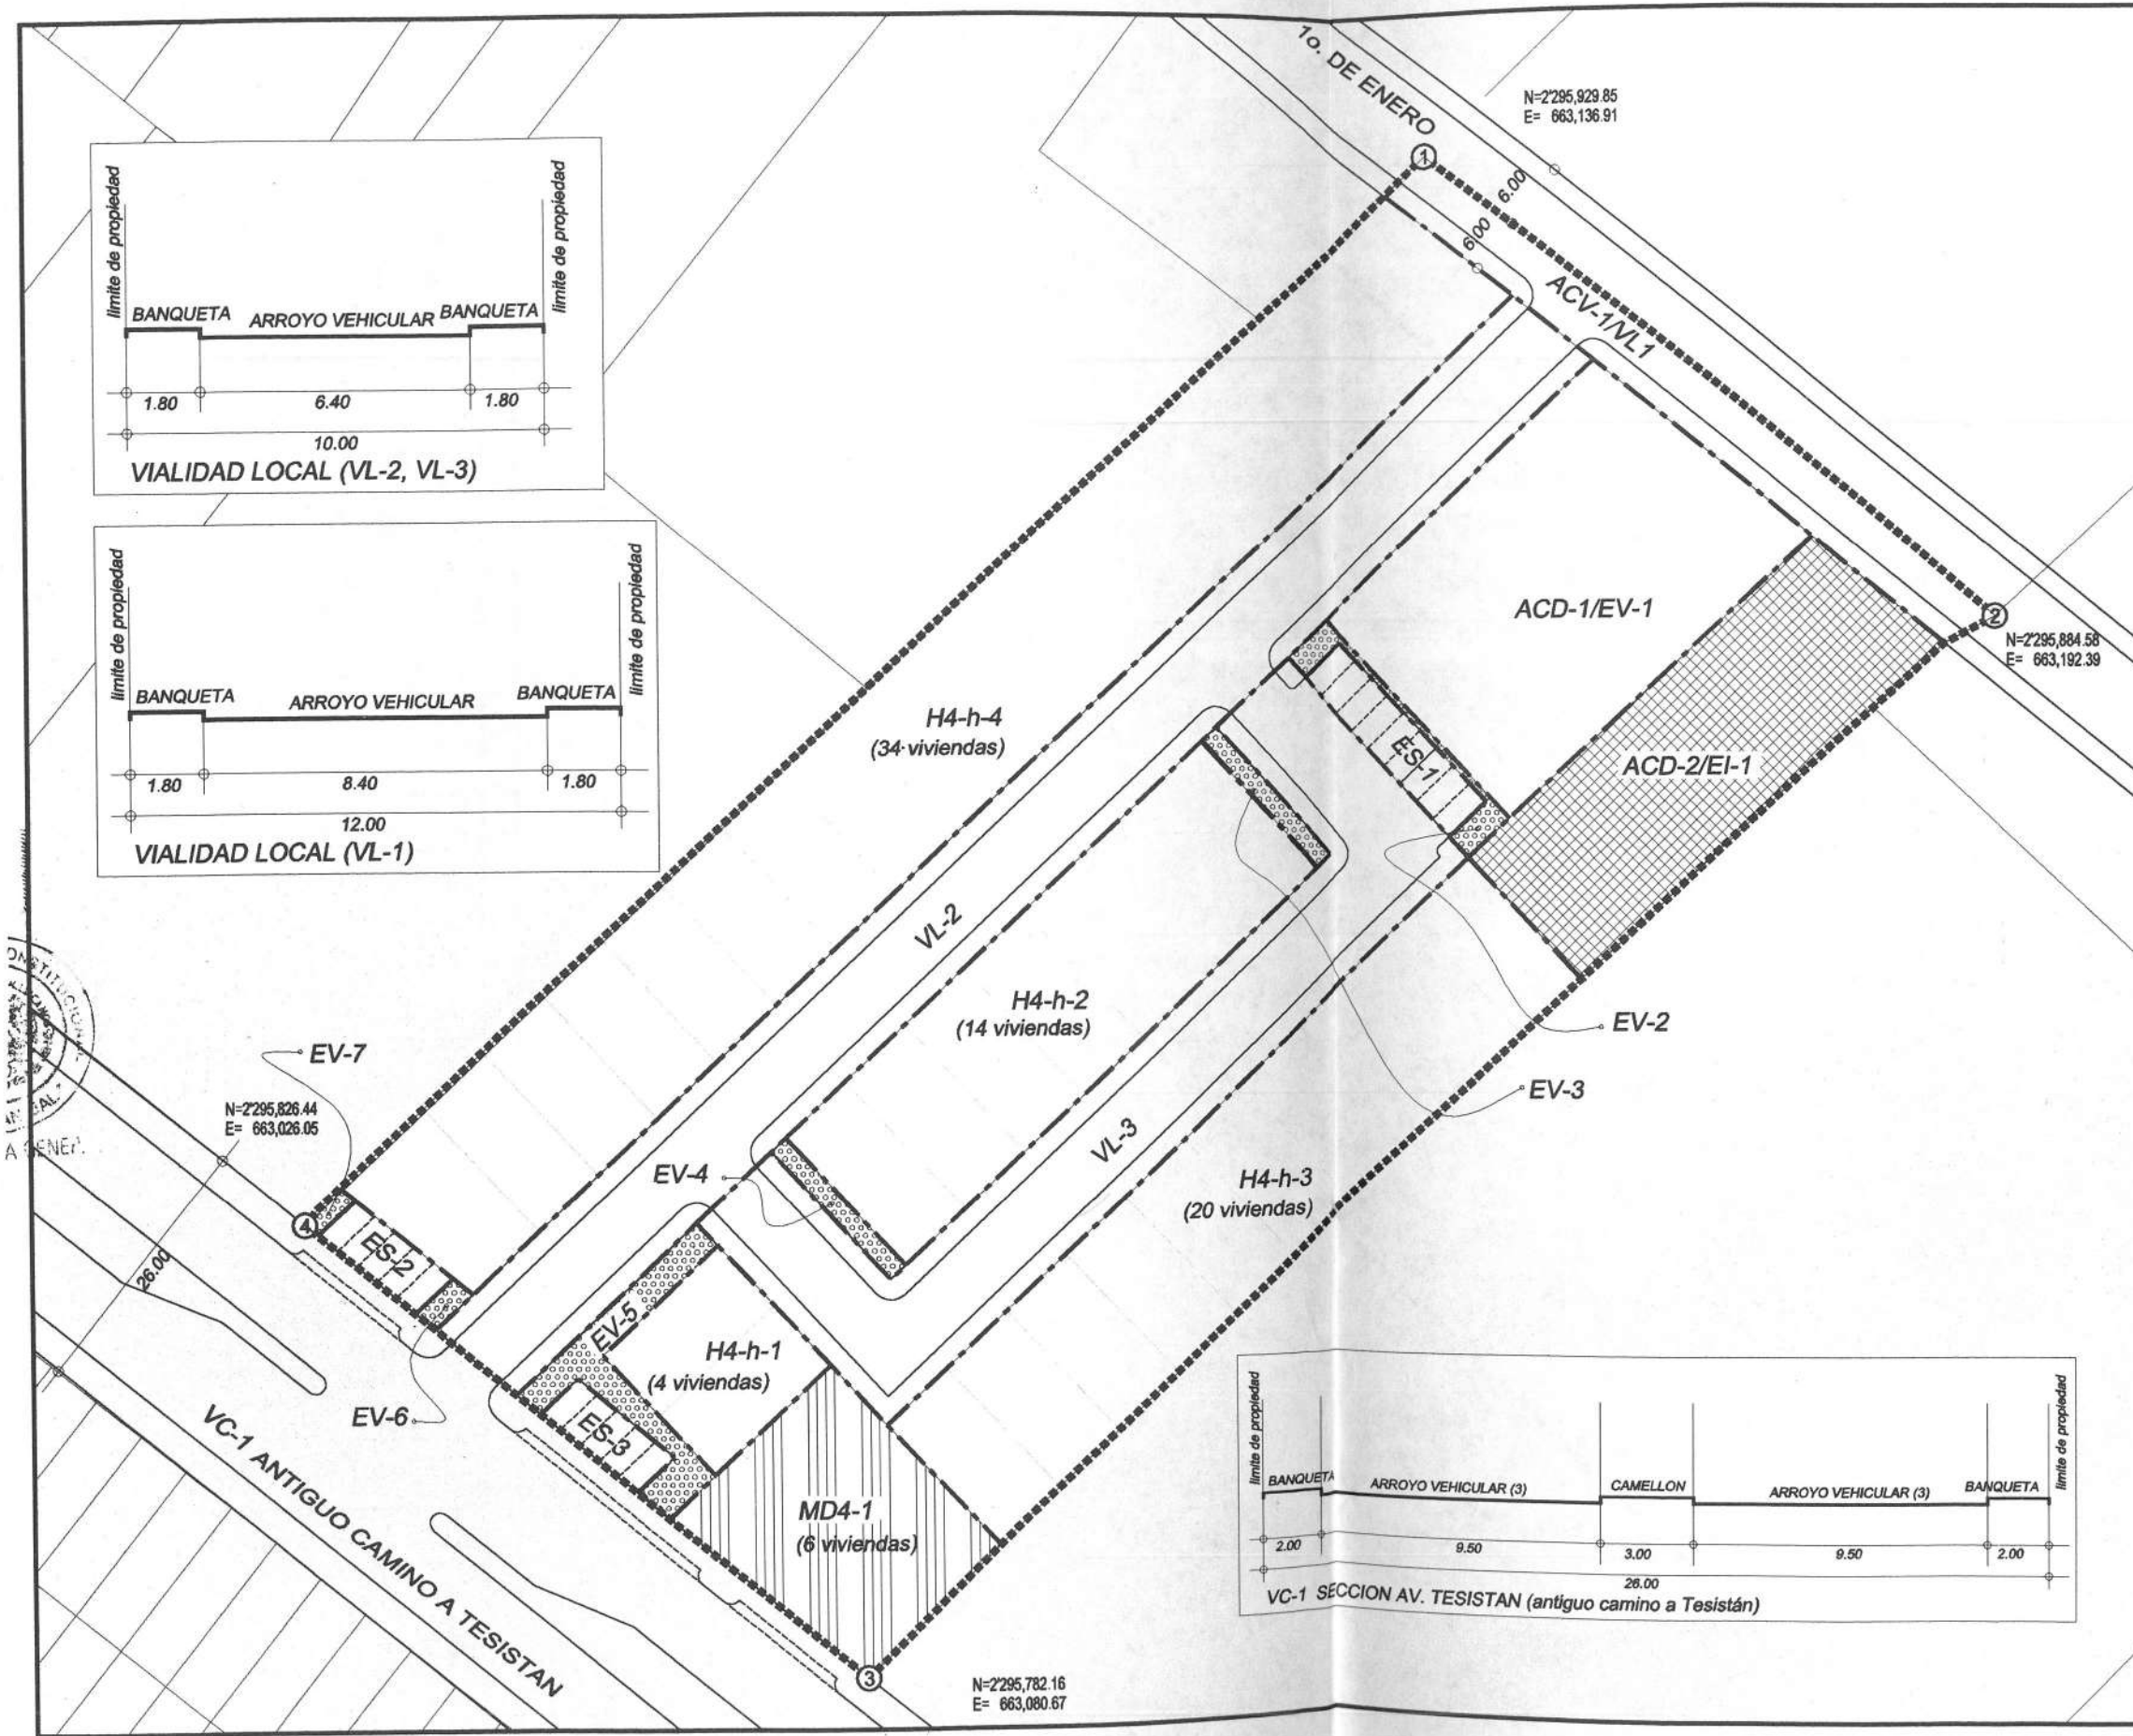 1o. DE ENERO
N=2'295,929.85
E= 663,136.91
1
6.00
6.00
ACV-1/VL1
límite de propiedad
límite de propiedad
BANQUETA
ARROYO VEHICULAR
BANQUETA
1.80
6.40
1.80
10.00
VIALIDAD LOCAL (VL-2, VL-3)
límite de propiedad
límite de propiedad
BANQUETA
ARROYO VEHICULAR
BANQUETA
1.80
8.40
1.80
12.00
VIALIDAD LOCAL (VL-1)
ACD-1/EV-1
2
N=2'295,884.58
E= 663,192.39
H4-h-4
(34 viviendas)
ES-1
ACD-2/EI-1
VL-2
H4-h-2
(14 viviendas)
EV-2
EV-7
EV-3
N=2'295,826.44
E= 663,026.05
VL-3
EV-4
H4-h-3
(20 viviendas)
4
ES-2
26.00
EV-5
H4-h-1
(4 viviendas)
EV-6
ES-3
VC-1 ANTIGUO CAMINO A TESISTAN
MD4-1
(6 viviendas)
límite de propiedad
límite de propiedad
BANQUETA
ARROYO VEHICULAR (3)
CAMELLON
ARROYO VEHICULAR (3)
BANQUETA
2.00
9.50
3.00
9.50
2.00
26.00
VC-1 SECCION AV. TESISTAN (antiguo camino a Tesistán)
3
N=2'295,782.16
E= 663,080.67